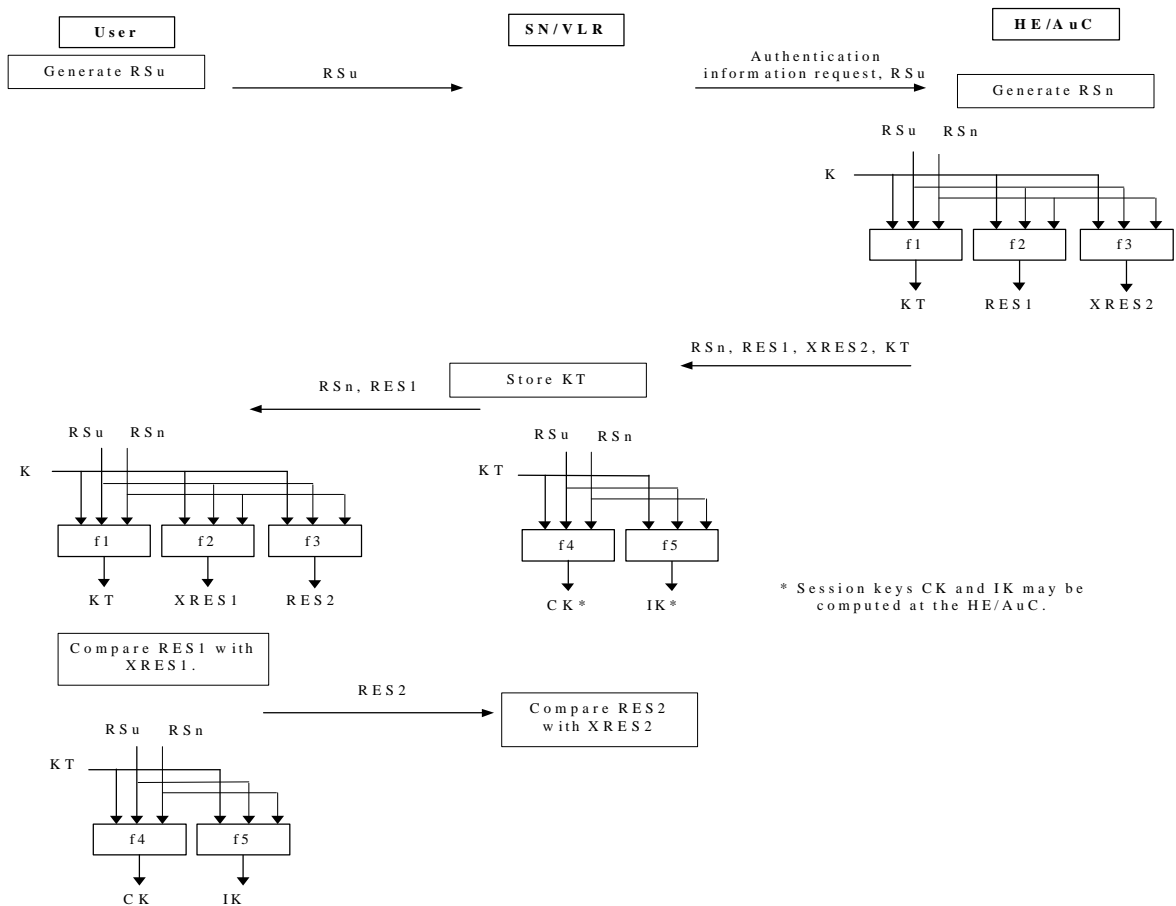 User
SN/VLR
HE/AuC
Generate RSu
RSu
Authentication
information request, RSu
Generate RSn
RSu
RSn
K
f1
f2
f3
KT
RES1
XRES2
RSn, RES1, XRES2, KT
Store KT
RSn, RES1
RSu
RSn
K
f1
f2
f3
KT
XRES1
RES2
RSu
RSn
KT
f4
f5
CK*
IK*
* Session keys CK and IK may be
computed at the HE/AuC.
Compare RES1 with
XRES1.
RES2
Compare RES2
with XRES2
RSu
RSn
KT
f4
f5
CK
IK